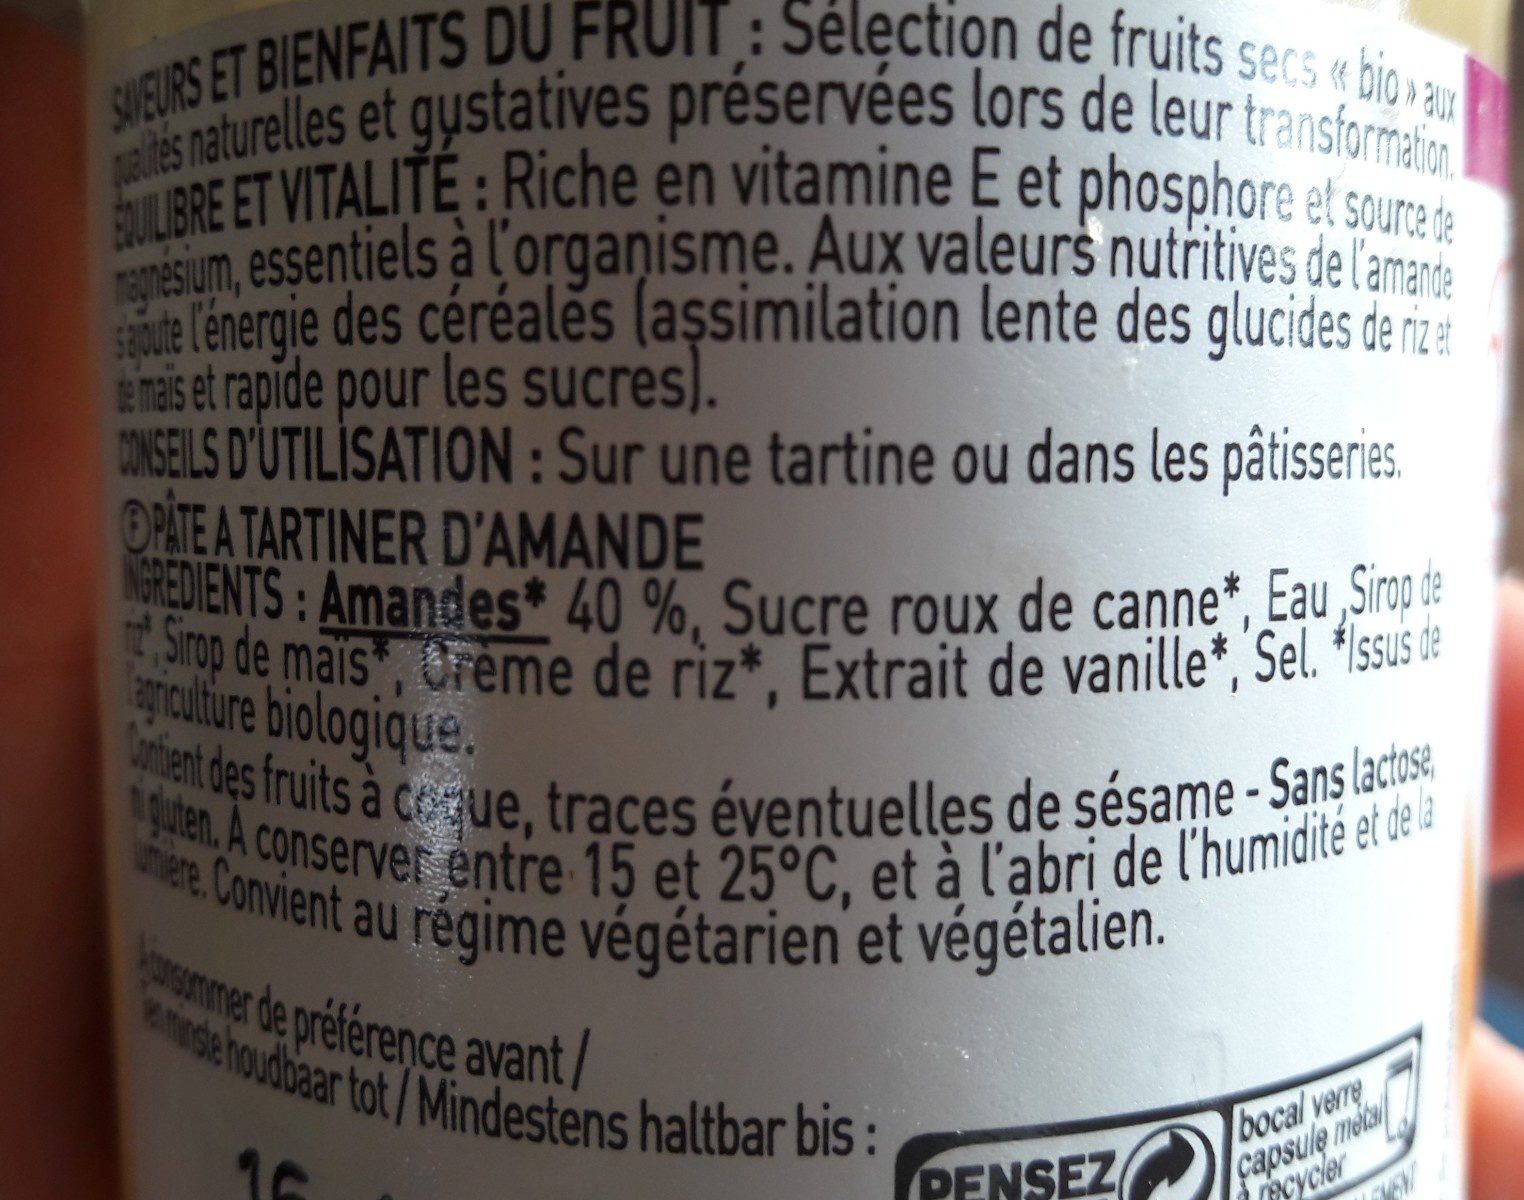 SAVEURS ET BIENFAITS DU FRUIT : Sélection de fruits secs « bio » aux
qualités naturelles et gustatives préservées lors de leur transformation.
ÉQUILIBRE ET VITALITÉ : Riche en vitamine E et phosphore et source de
magnésium, essentiels à l'organisme. Aux valeurs nutritives de l'amande
s'ajoute l'énergie des céréales (assimilation lente des glucides de riz et
de maïs et rapide pour les sucres).
CONSEILS D'UTILISATION : Sur une tartine ou dans les pâtisseries.
Ⓕ PÂTE A TARTINER D'AMANDE
INGRÉDIENTS : Amandes* 40 %, Sucre roux de canne*, Eau ,Sirop de
riz*, Sirop de maïs*, Crème de riz*, Extrait de vanille*, Sel. *Issus de
l'agriculture biologique.
Contient des fruits à coque, traces éventuelles de sésame - Sans lactose,
ni gluten. À conserver entre 15 et 25°C, et à l'abri de l'humidité et de la
lumière. Convient au régime végétarien et végétalien.
A consommer de préférence avant /
Ten minste houdbaar tot / Mindestens haltbar bis :
16
PENSEZ
bocal verre
capsule métal
à recycler